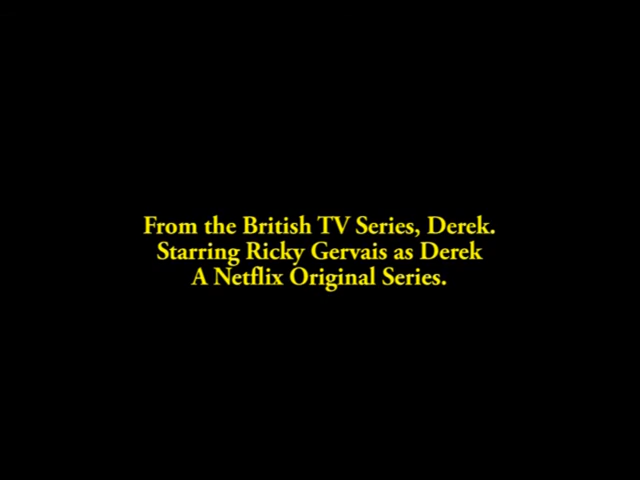 From the British TV Series, Derek.
Starring Ricky Gervais as Derek
A Netflix Original Series.